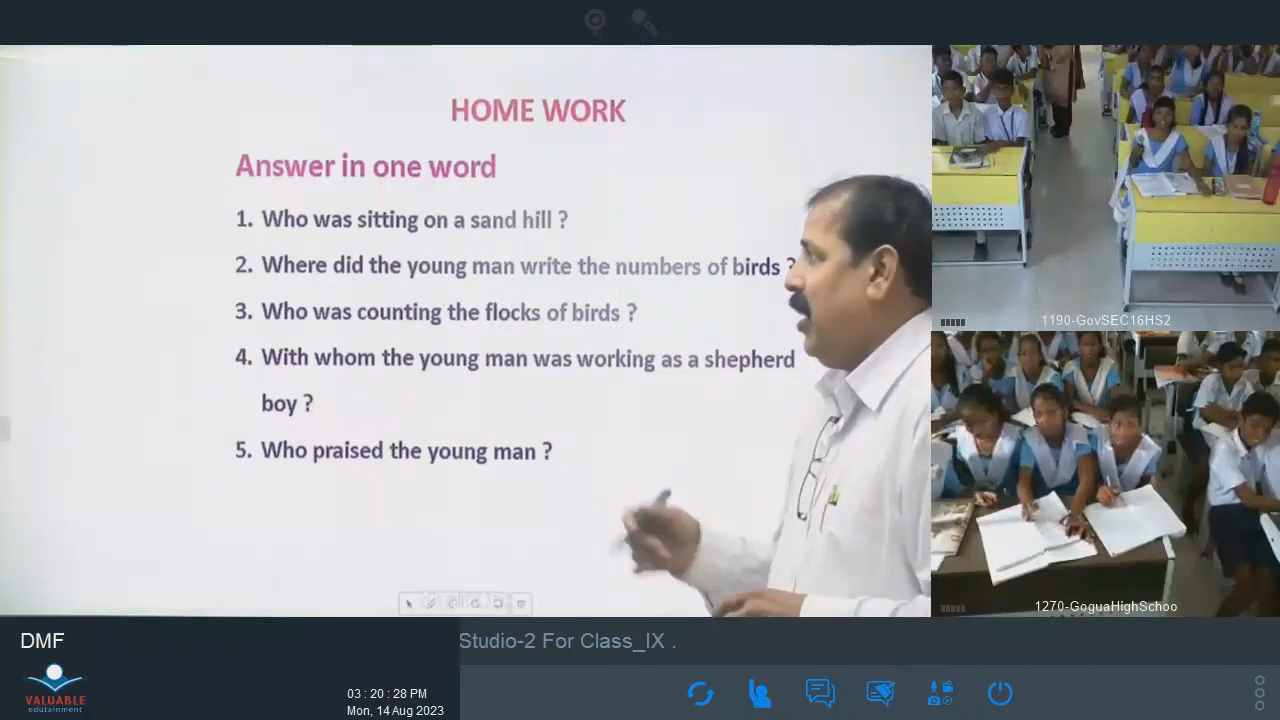 HOME WORK
Answer in one word
1. Who was sitting on a sand hill ?
2. Where did the young man write the numbers of birds ?
3. Who was counting the flocks of birds ?
4. With whom the young man was working as a shepherd
boy ?
5. Who praised the young man ?
1190-GovSEC16HS2
1270-GoguaHighSchoo
DMF
Studio-2 For Class_IX .
VALUABLE
edutainment
03 : 20 : 28 PM
Mon, 14 Aug 2023